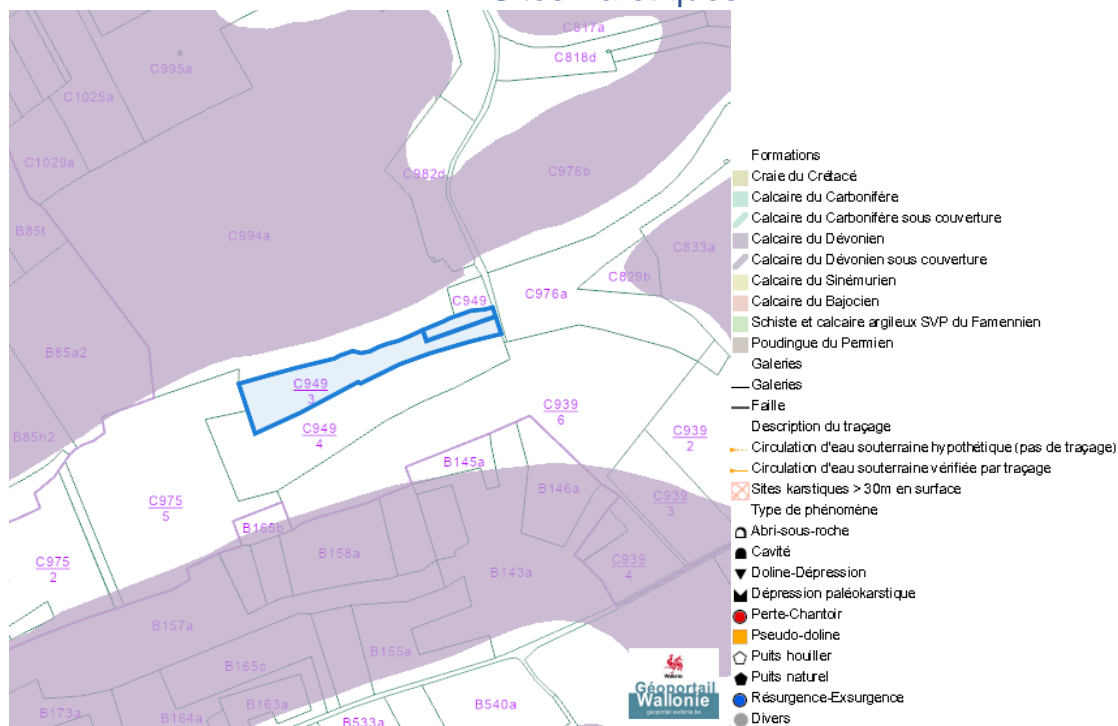 C817a
C818d
C995a
C1025a
C1029a
C982d
C976b
B85t
C994a
C833a
C829b
C949
C976a
B85a2
C949
3
C949
4
C939
6
C939
2
B85h2
B145a
B146a
C975
5
C939
3
B165b
B158a
C975
2
B143a
C939
4
B157a
B155a
B165c
B173a
B164a
B163a
B533a
B540a
Wallonie
Géoportail
Wallonie
geoportail.wallonie.be
Formations
Craie du Crétacé
Calcaire du Carbonifère
Calcaire du Carbonifère sous couverture
Calcaire du Dévonien
Calcaire du Dévonien sous couverture
Calcaire du Sinémurien
Calcaire du Bajocien
Schiste et calcaire argileux SVP du Famennien
Poudingue du Permien
Galeries
Galeries
Faille
Description du traçage
Circulation d'eau souterraine hypothétique (pas de traçage)
Circulation d'eau souterraine vérifiée par traçage
Sites karstiques > 30m en surface
Type de phénomène
Abri-sous-roche
Cavité
Doline-Dépression
Dépression paléokarstique
Perte-Chantoir
Pseudo-doline
Puits houiller
Puits naturel
Résurgence-Exsurgence
Divers